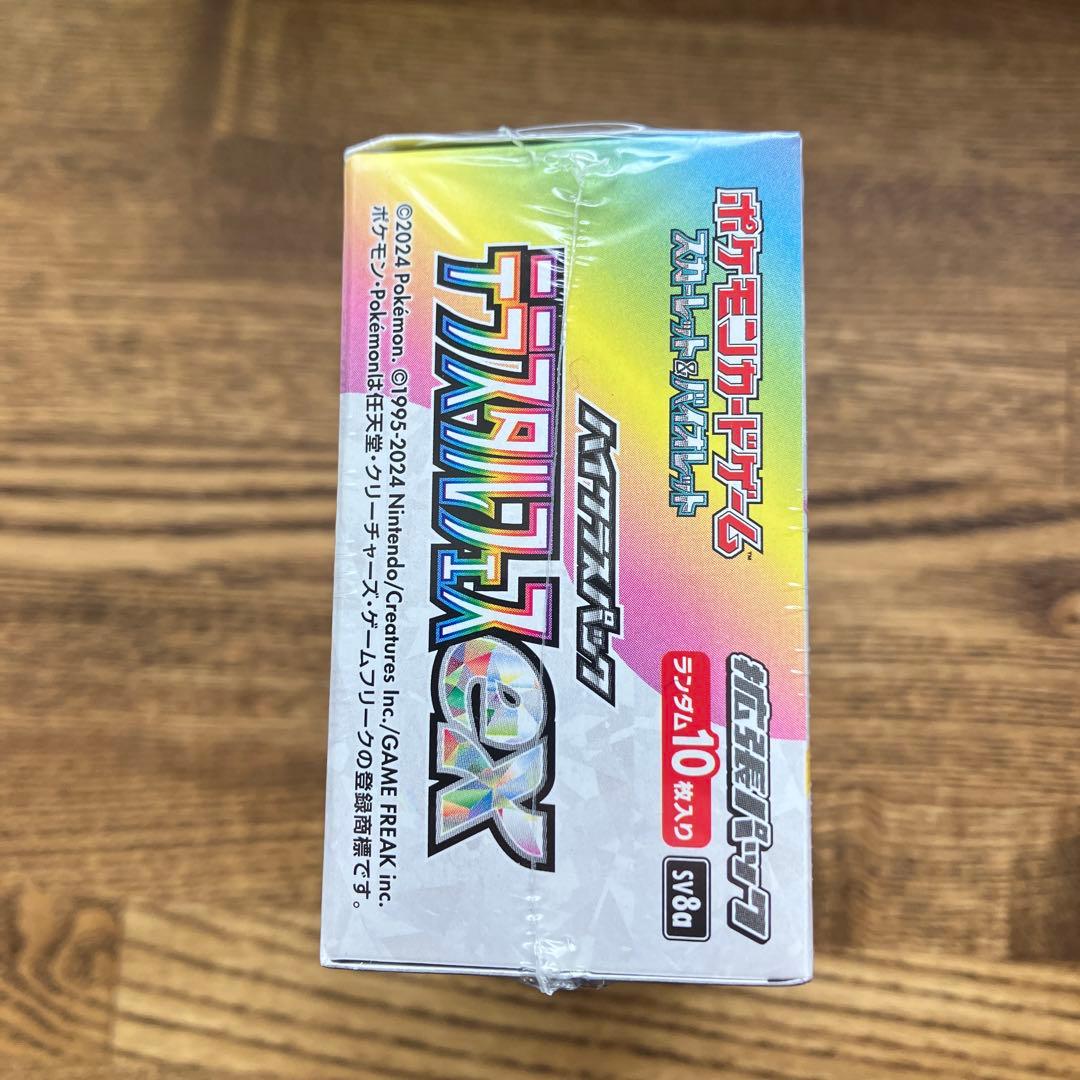 ポケモンカードゲーム™
スカーレット&バイオレット
拡張パック
ランダム10枚入り
SV8a
ハイクラスパック
テラスタルフェスex
©2024 Pokémon. ©1995-2024 Nintendo/Creatures Inc./GAME FREAK inc.
ポケモン・Pokémonは任天堂・クリーチャーズ・ゲームフリークの登録商標です。